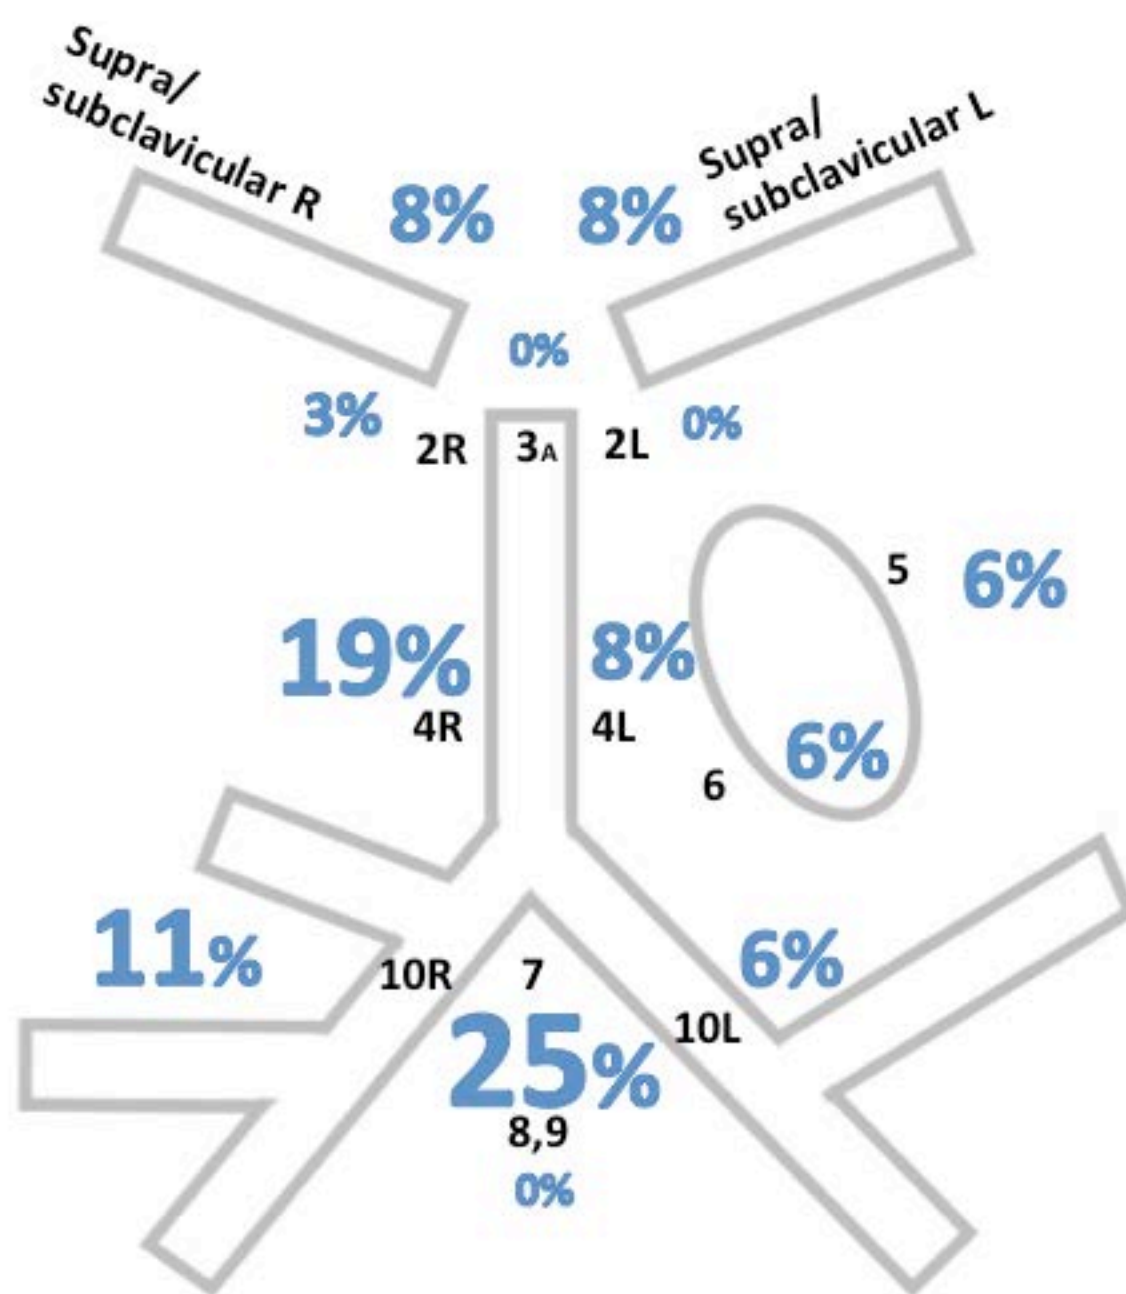 Supra/
subclavicular R
Supra/
subclavicular L
8%
8%
0%
3%
0%
2R
3A
2L
5
6%
19%
8%
4R
4L
6%
6
11%
6%
10R
7
10L
25%
8,9
0%